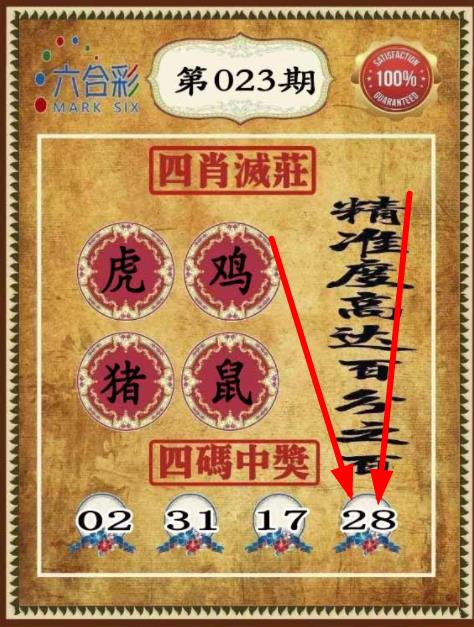 六合彩
MARK SIX
第023期
SATISFACTION
100%
GUARANTEED
四肖滅莊
精准度高达百分之百
虎 鸡
猪 鼠
四碼中獎
02 31 17 28